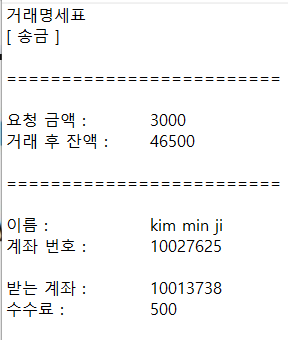 거래명세표
[ 송금 ]
=========================
요청 금액 : 3000
거래 후 잔액 : 46500
=========================
이름 : kim min ji
계좌 번호 : 10027625
받는 계좌 : 10013738
수수료 : 500